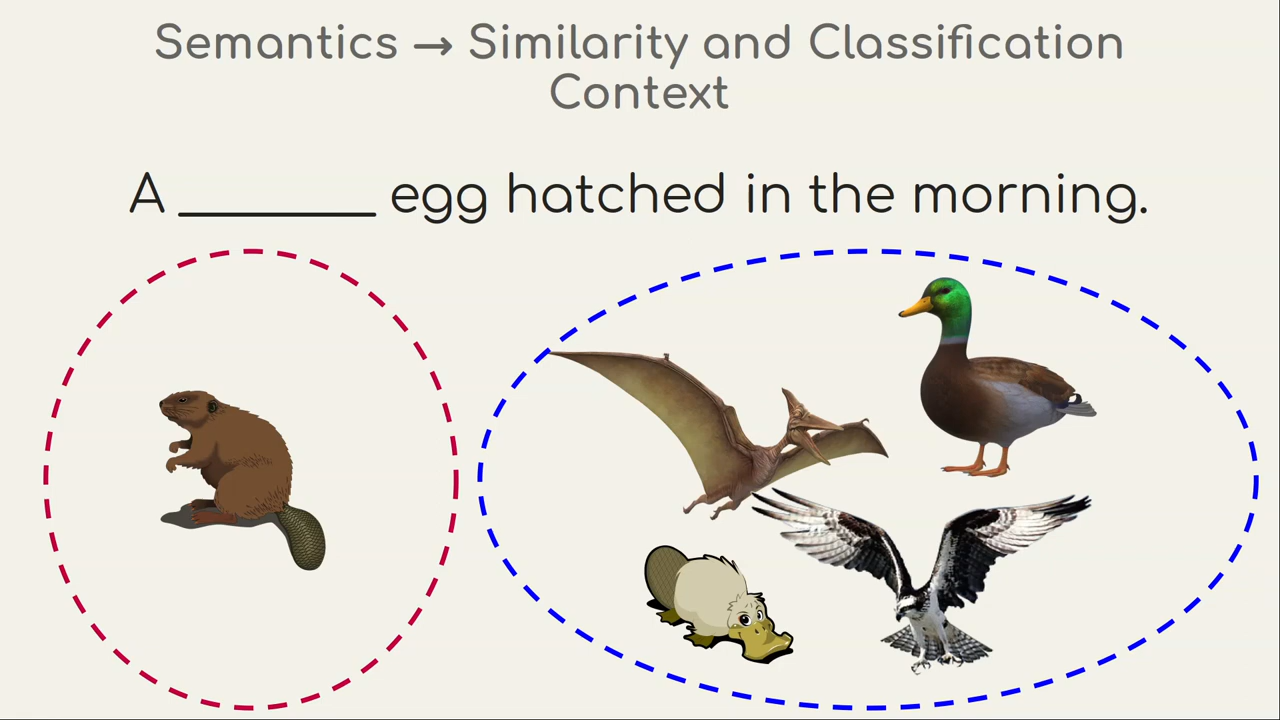 Semantics → Similarity and Classification
Context
A ________ egg hatched in the morning.